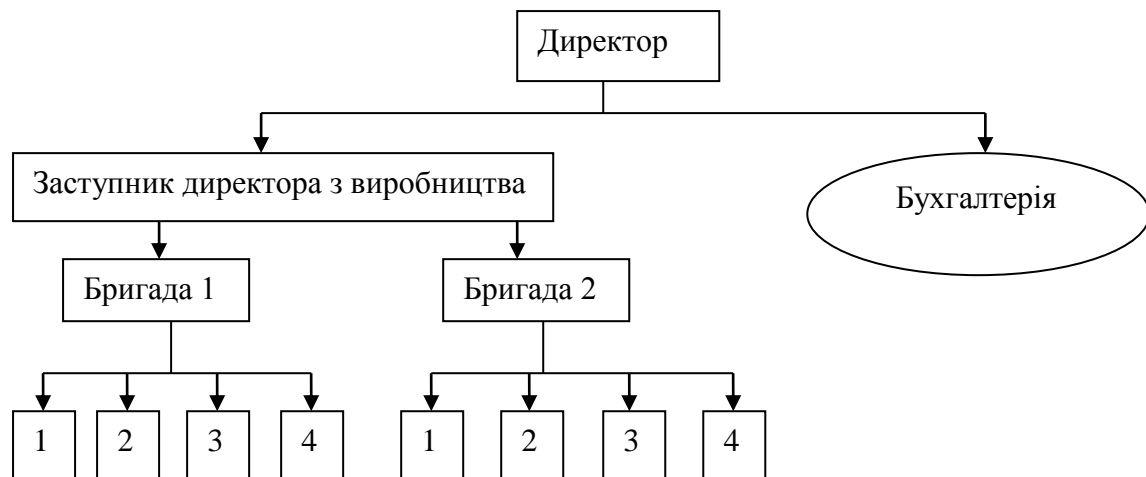 Директор
Заступник директора з виробництва
Бухгалтерія
Бригада 1
Бригада 2
1 2 3 4
1 2 3 4